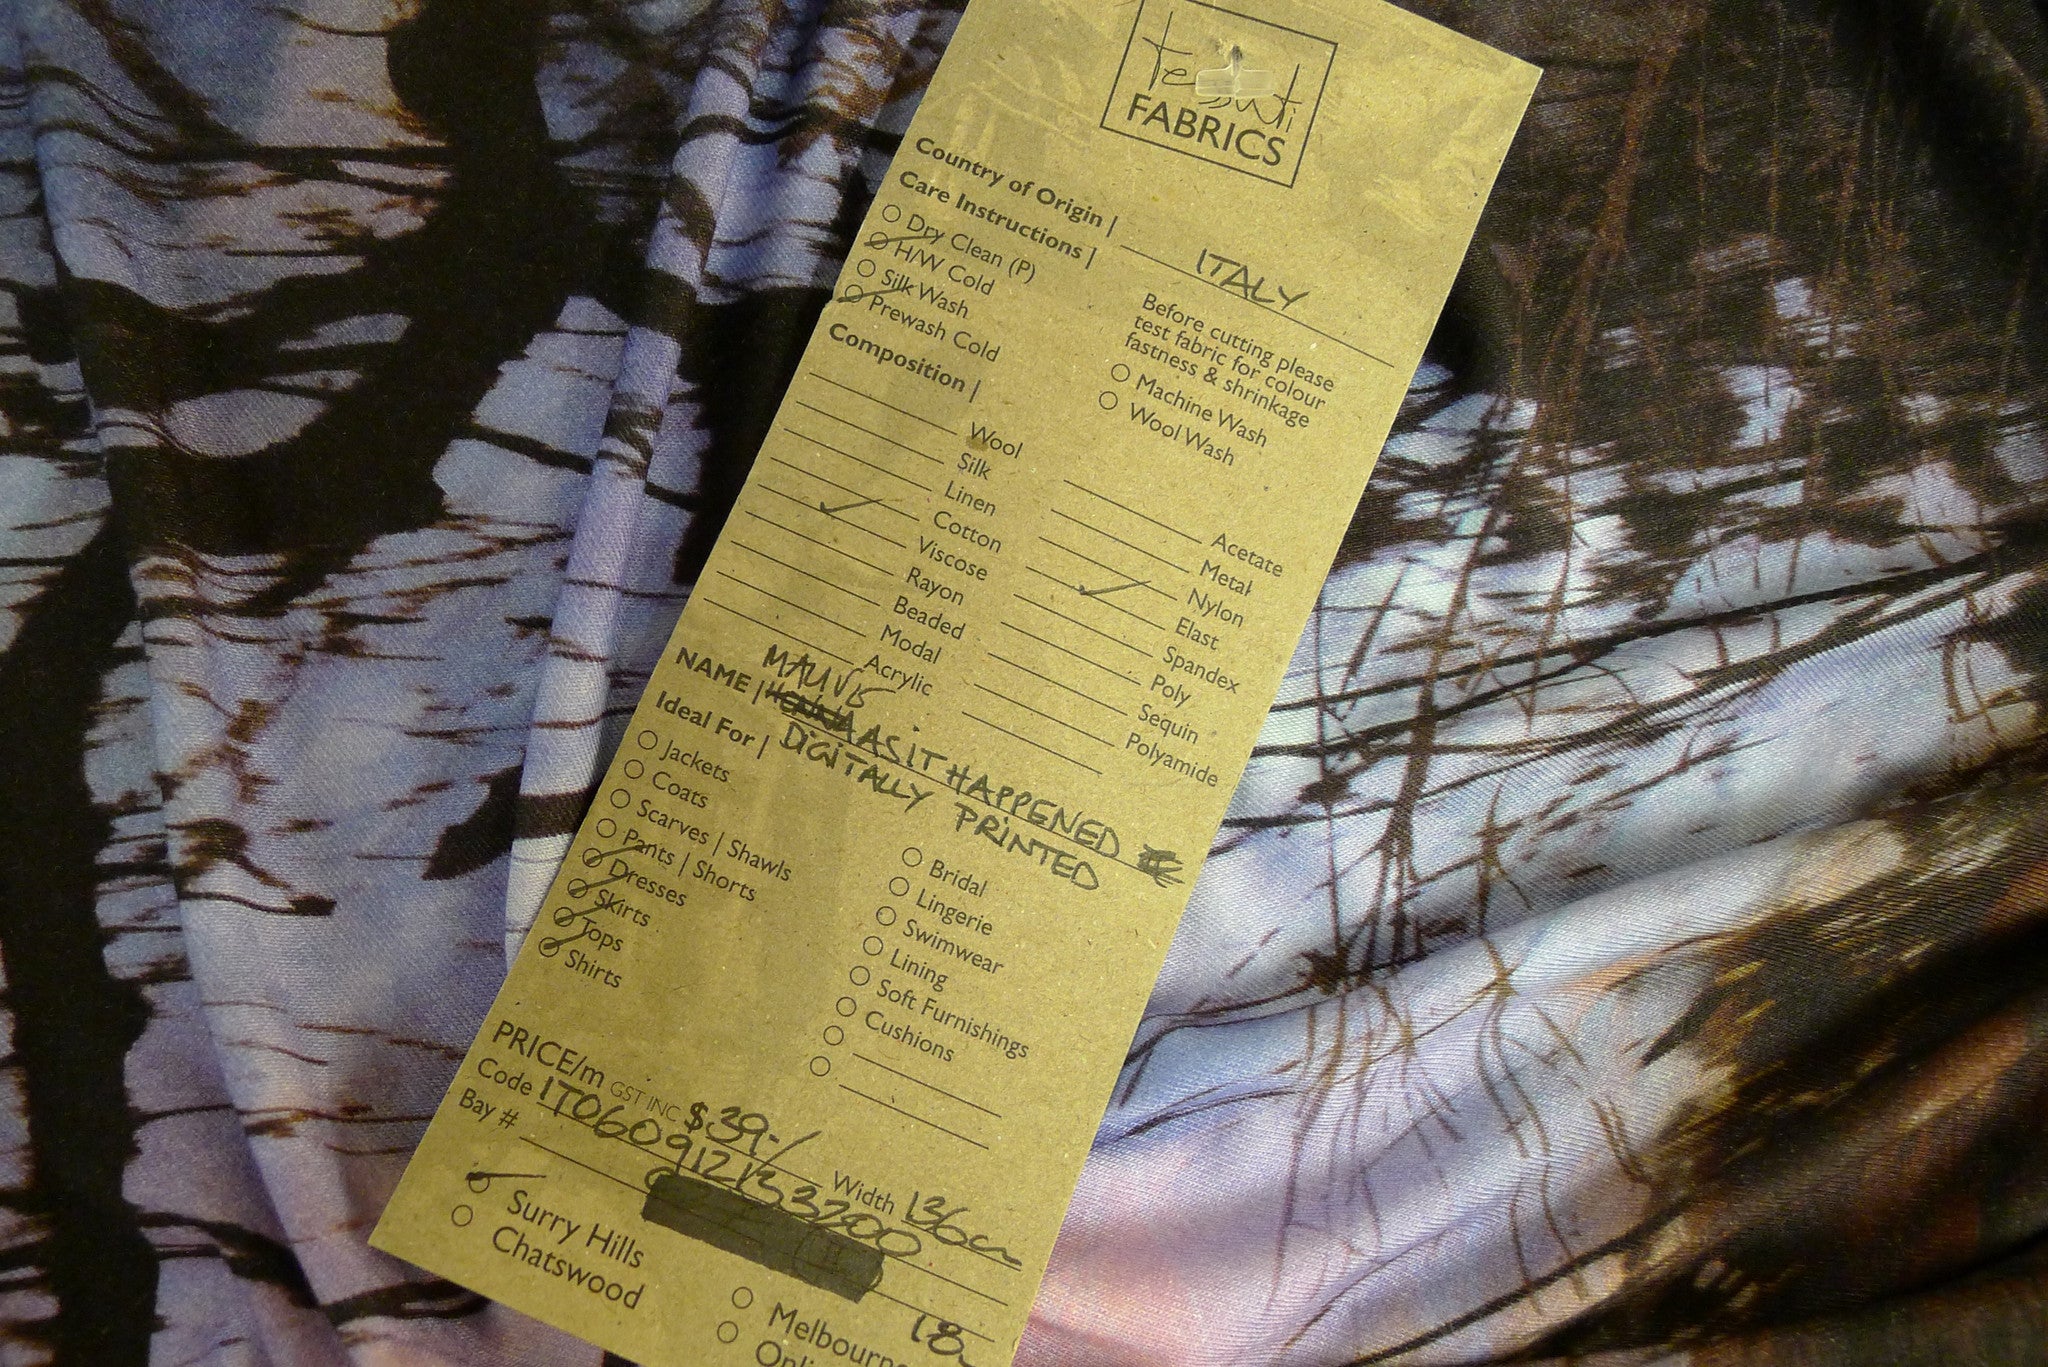 tessuti
FABRICS
Country of Origin | ITALY
Care Instructions |
Dry Clean (P)
H/W Cold
Silk Wash
Prewash Cold
Before cutting please
test fabric for colour
fastness & shrinkage
Machine Wash
Wool Wash
Composition |
Wool
Silk
Linen
Cotton
Viscose
Rayon
Beaded
Modal
Acrylic
Acetate
Metal
Nylon
Elast
Spandex
Poly
Sequin
Polyamide
MAUVE
NAME | HENNA AS IT HAPPENED
DIGITALLY PRINTED
Ideal For |
Jackets
Coats
Scarves | Shawls
Pants | Shorts
Dresses
Skirts
Tops
Shirts
Bridal
Lingerie
Swimwear
Lining
Soft Furnishings
Cushions
PRICE/m GST INC $39-/ Width 136cm
Code
Bay #
Surry Hills
Chatswood
Melbourne